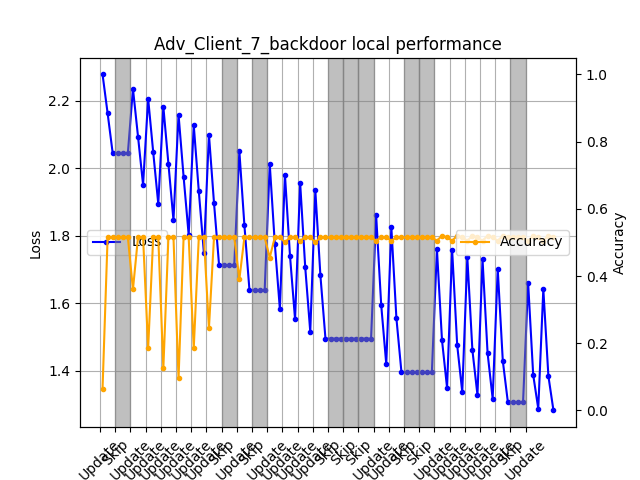 Adv_Client_7_backdoor local performance
Loss
2.2
2.0
1.8
1.6
1.4
Loss
Accuracy
1.0
0.8
0.6
0.4
0.2
0.0
Accuracy
Update
Skip
Update
Update
Update
Update
Update
Update
Skip
Update
Skip
Update
Update
Update
Update
Skip
Skip
Skip
Update
Update
Skip
Skip
Update
Update
Update
Update
Update
Skip
Update